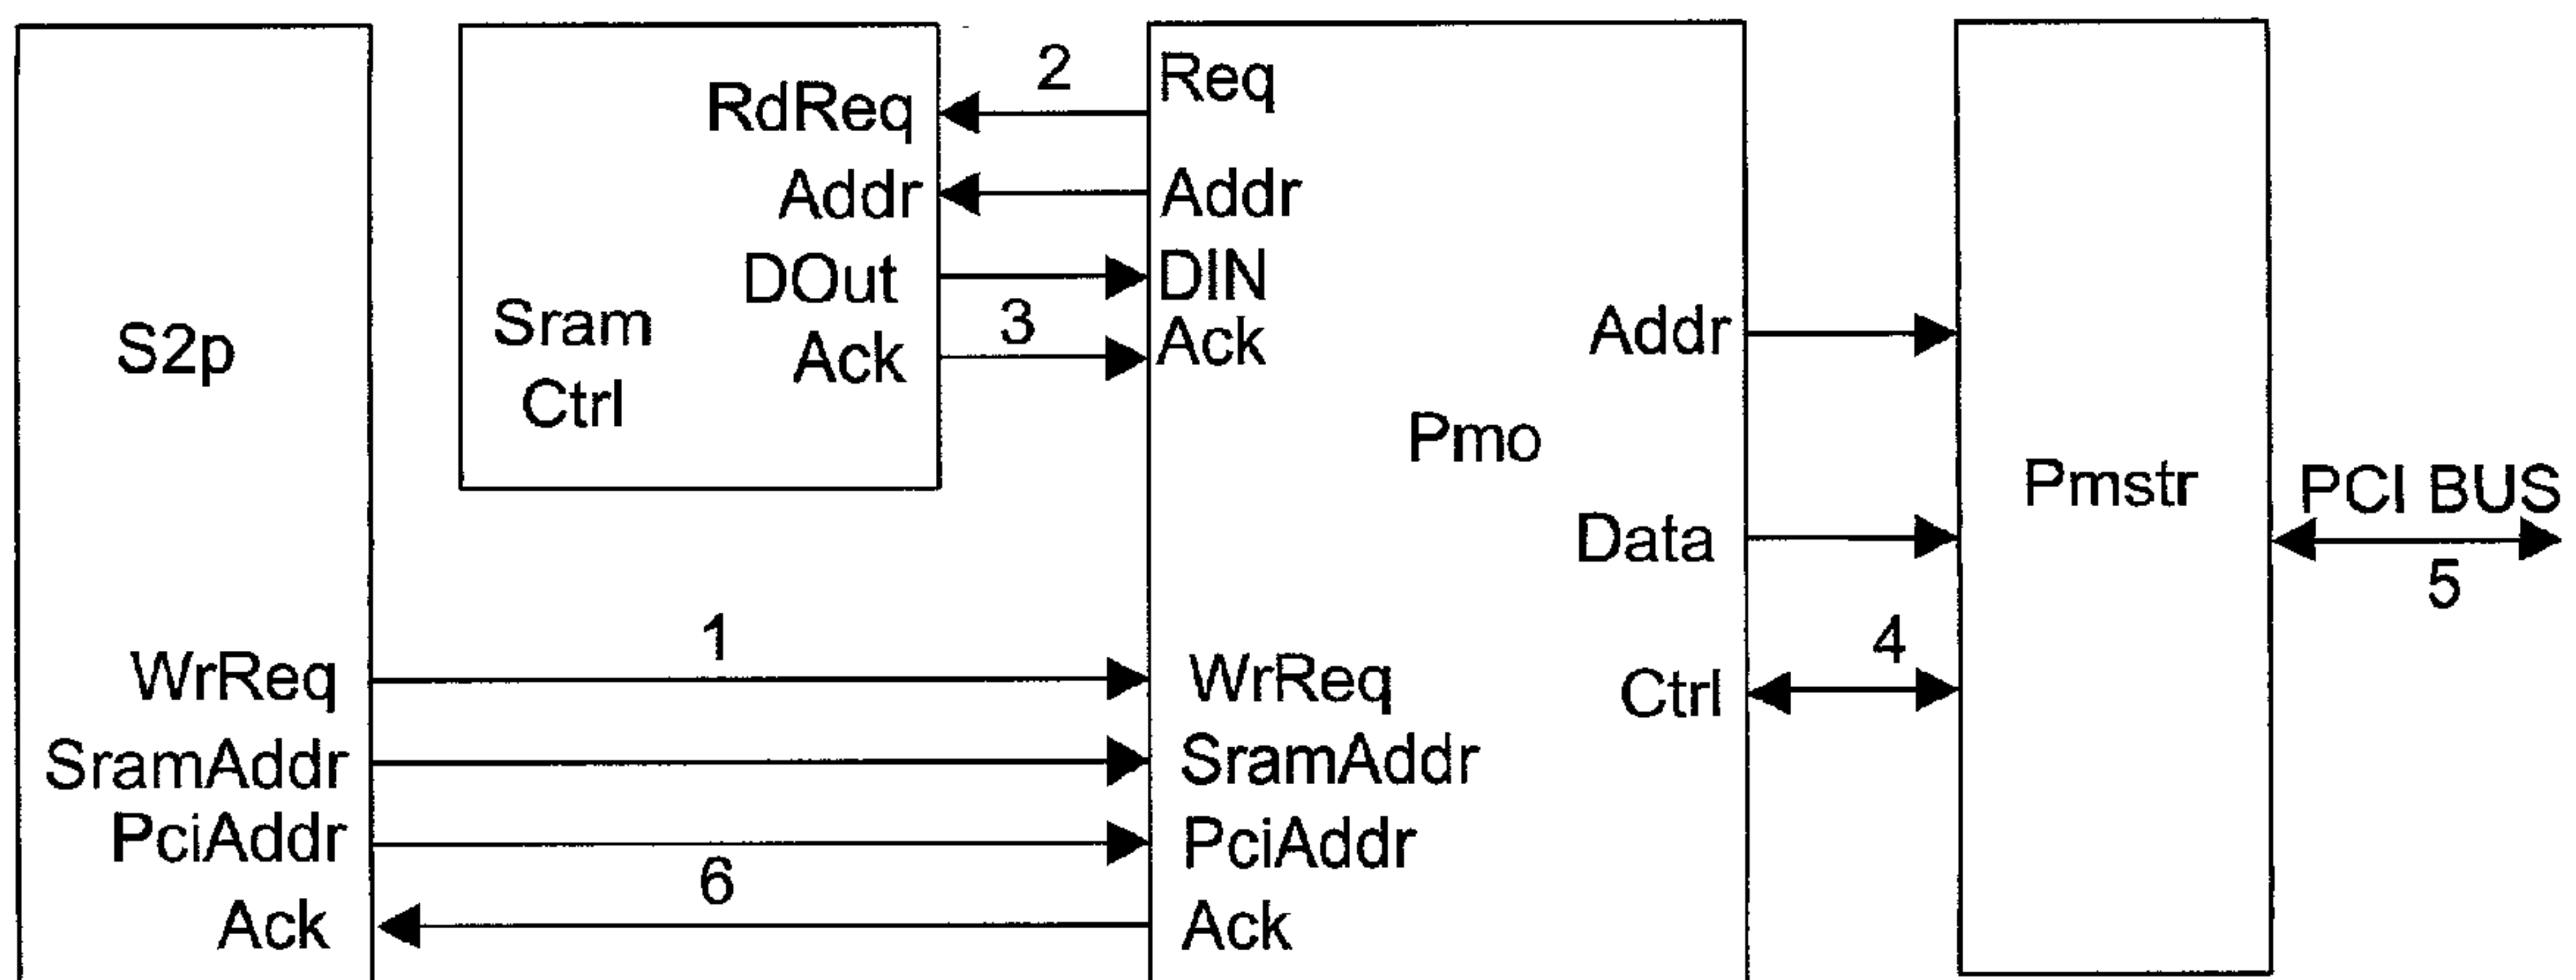 S2p
WrReq
SramAddr
PciAddr
Ack
Sram
Ctrl
RdReq
Addr
DOut
Ack
2
3
1
6
Req
Addr
DIN
Ack
Pmo
WrReq
SramAddr
PciAddr
Ack
Addr
Data
Ctrl
4
Pmstr
PCI BUS
5